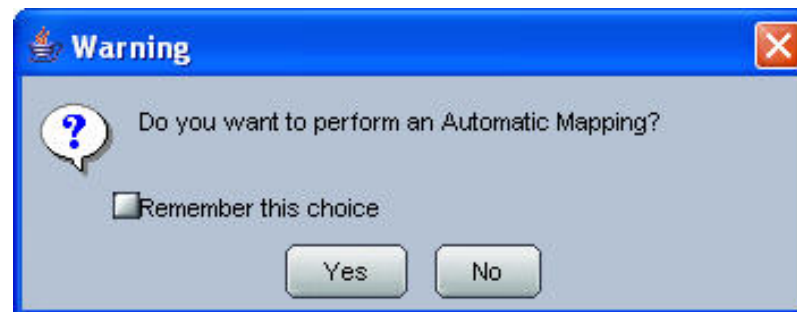 Warning
Do you want to perform an Automatic Mapping?
Remember this choice
Yes No